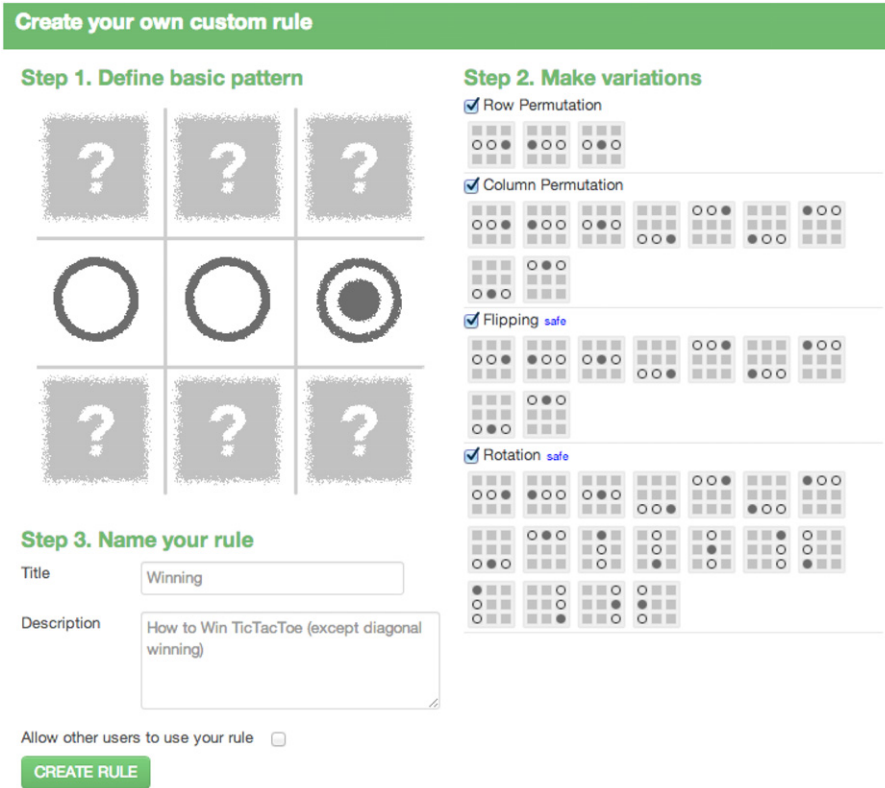 Create your own custom rule
Step 1. Define basic pattern
? ? ?
? ? ?
Step 3. Name your rule
Title
Winning
Description
How to Win TicTacToe (except diagonal
winning)
Allow other users to use your rule
CREATE RULE
Step 2. Make variations
Row Permutation
Column Permutation
Flipping safe
Rotation safe